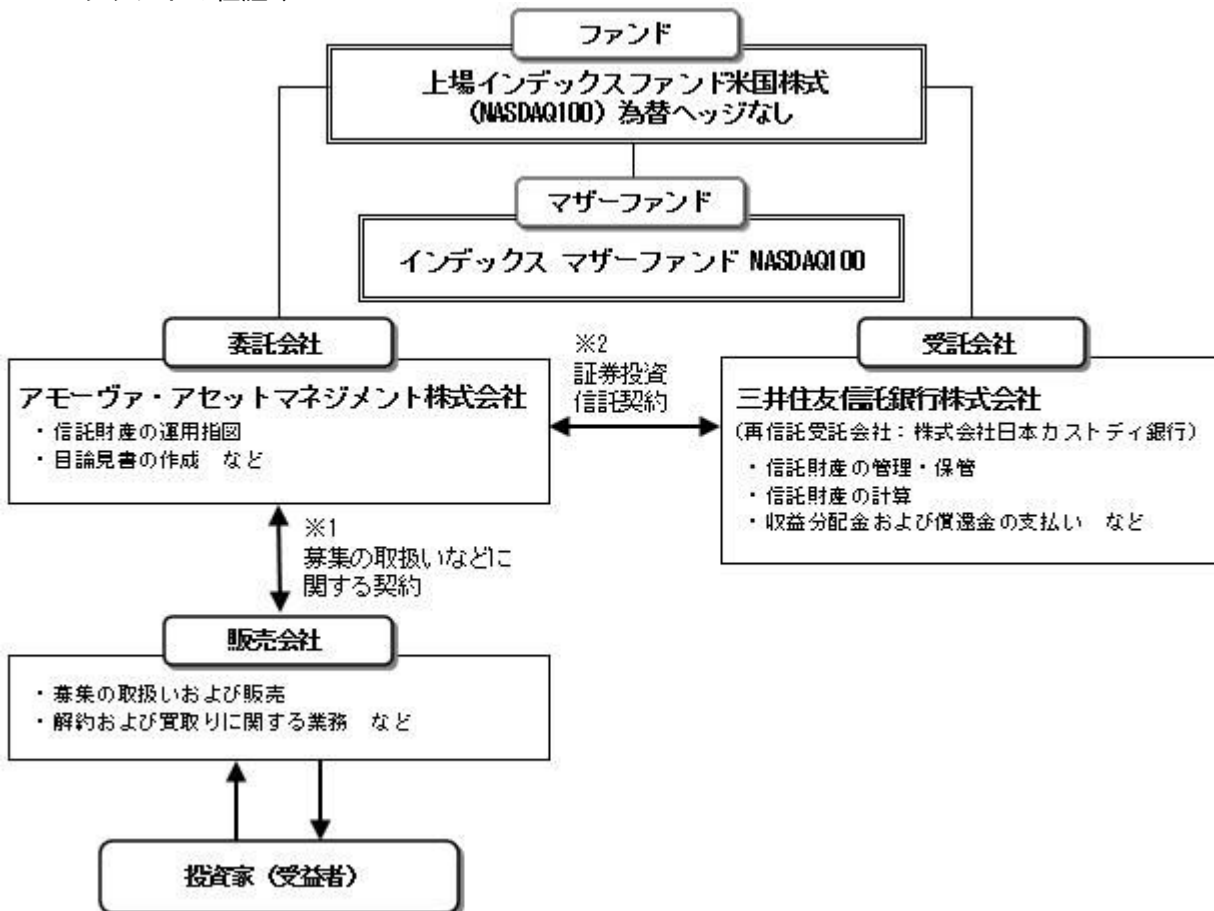 ファンド
上場インデックスファンド米国株式
(NASDAQ100) 為替ヘッジなし
マザーファンド
インデックス マザーファンド NASDAQ100
委託会社
アモーヴァ・アセットマネジメント株式会社
・信託財産の運用指図
・目論見書の作成 など
※2
証券投資
信託契約
受託会社
三井住友信託銀行株式会社
(再信託受託会社：株式会社日本カストディ銀行)
・信託財産の管理・保管
・信託財産の計算
・収益分配金および償還金の支払い など
※1
募集の取扱いなどに
関する契約
販売会社
・募集の取扱いおよび販売
・解約および買取りに関する業務 など
投資家 (受益者)